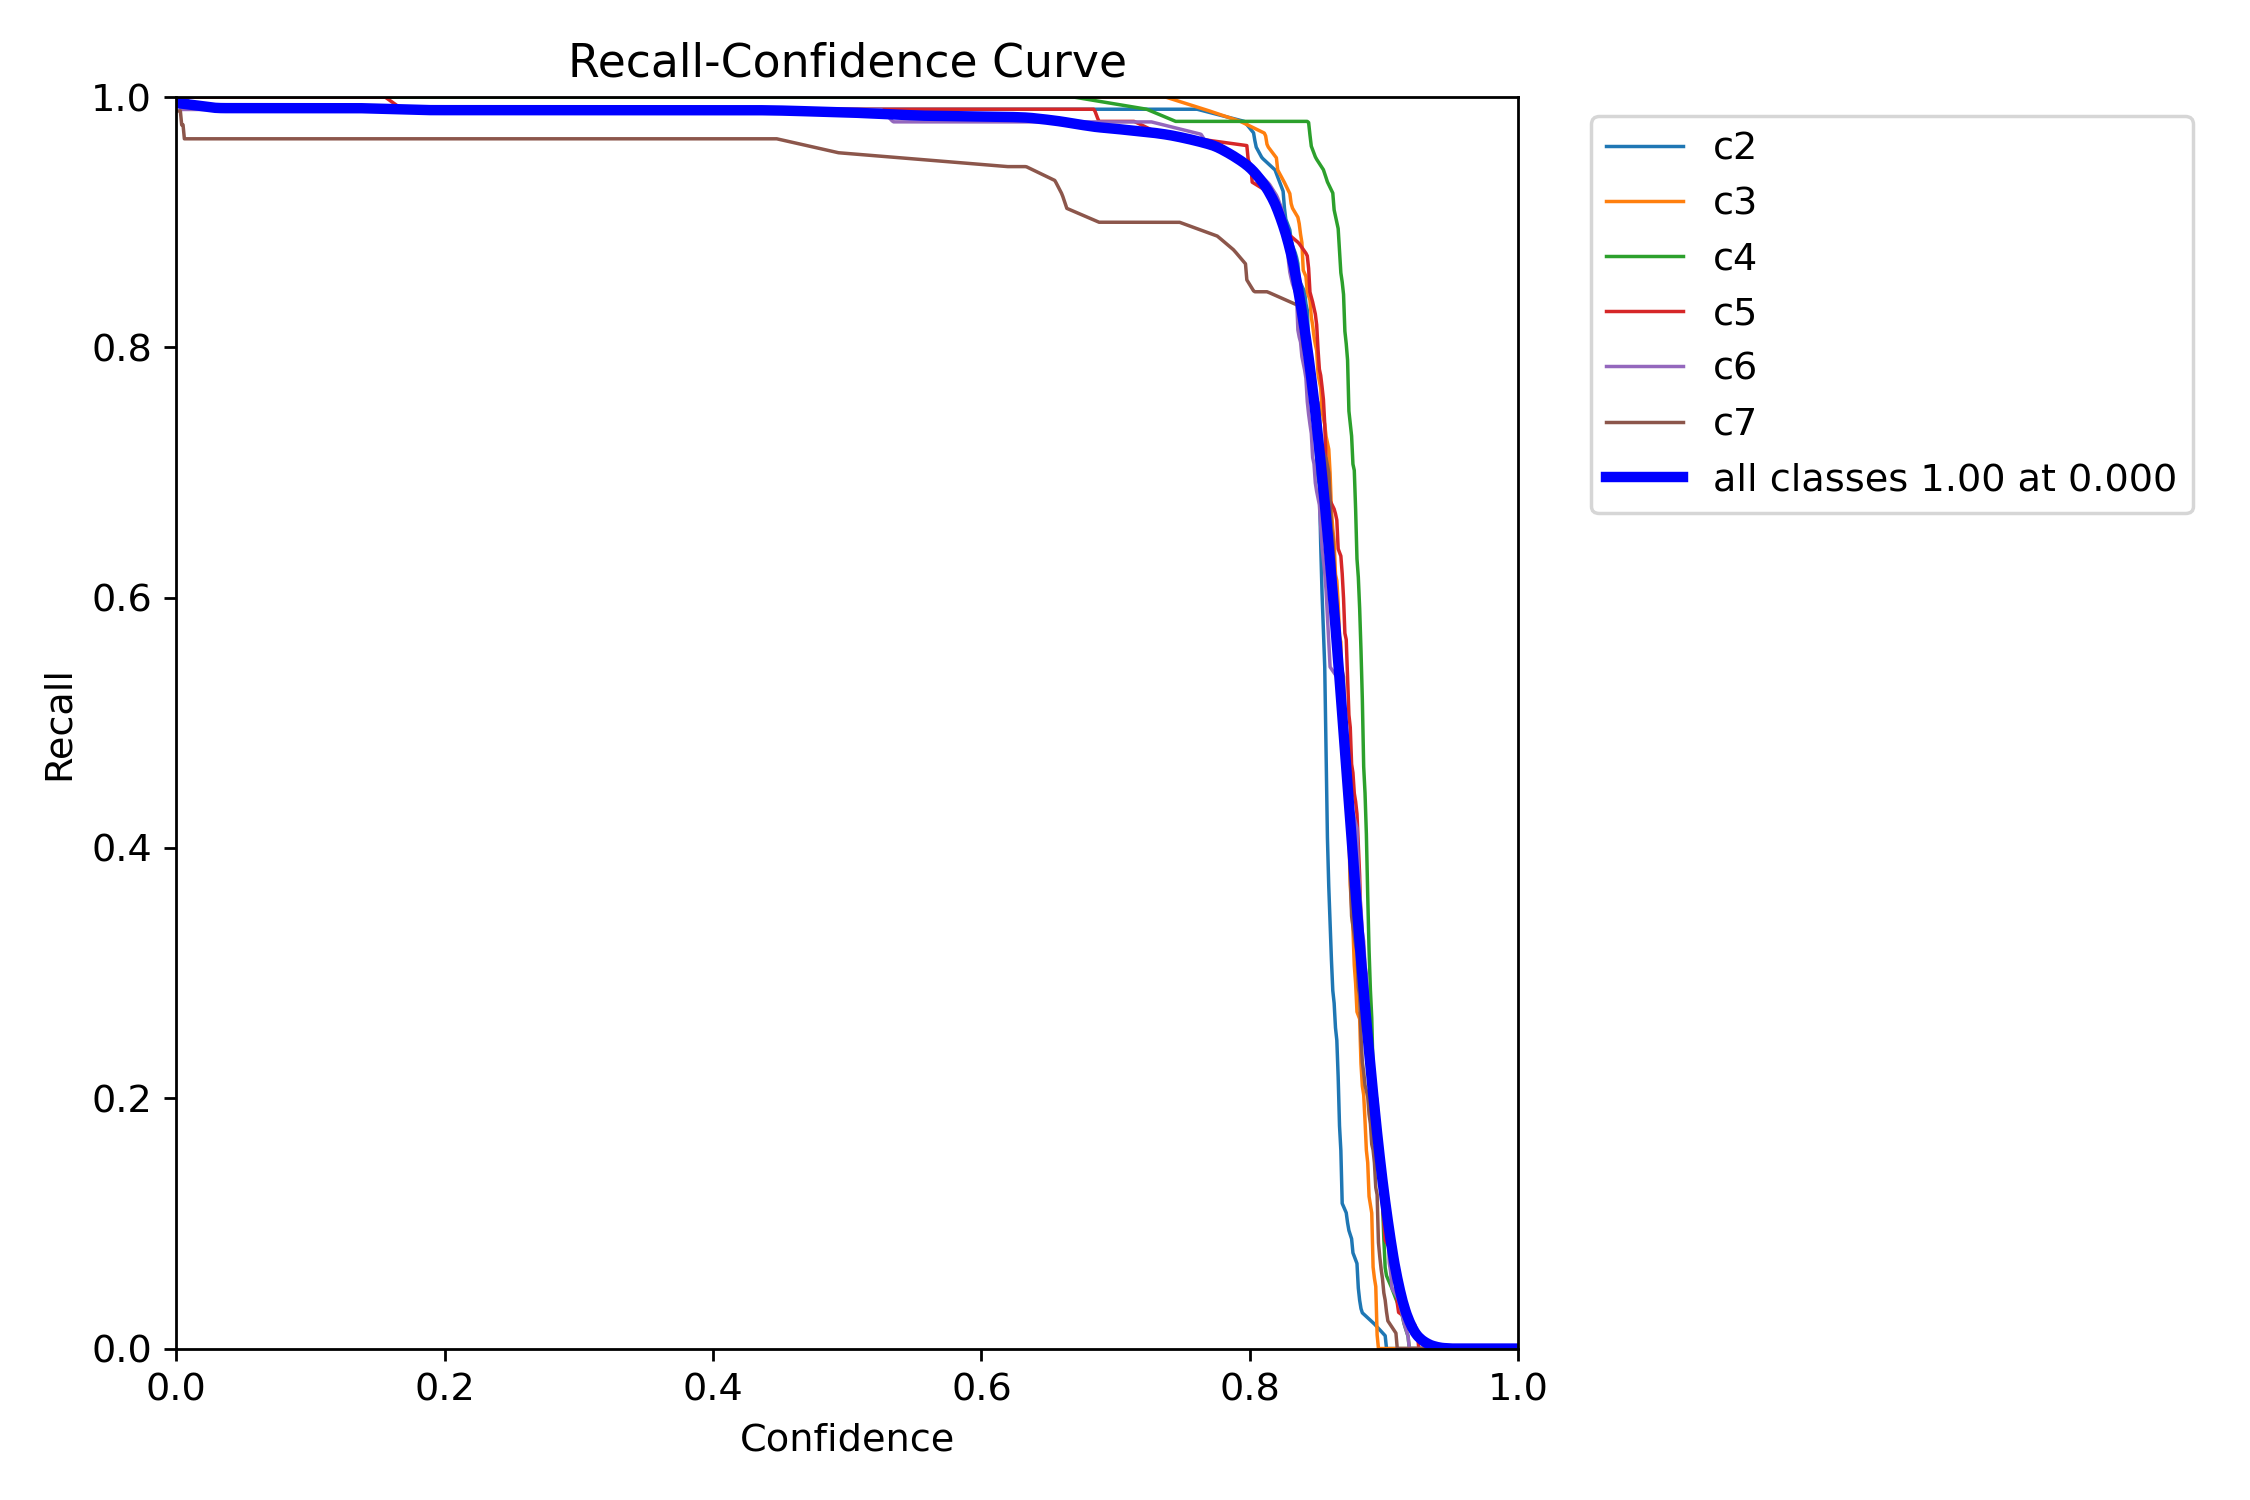 Recall-Confidence Curve
1.0
0.8
0.6
0.4
0.2
0.0
Recall
0.0 0.2 0.4 0.6 0.8 1.0
Confidence
c2
c3
c4
c5
c6
c7
all classes 1.00 at 0.000